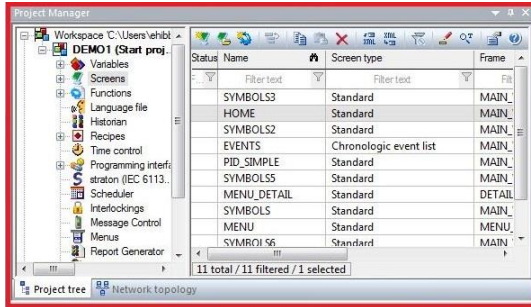 Project Manager
Workspace 'C:\Users\ehibb
DEMO1 (Start proj...
Variables
Screens
Functions
Language file
Historian
Recipes
Time control
Programming interfa
straton (IEC 6113...
Scheduler
Interlockings
Message Control
Menus
Report Generator
XML XML
Status Name Screen type Frame
F... Filter text Filter text Filt
SYMBOLS3 Standard MAIN_
HOME Standard MAIN_
SYMBOLS2 Standard MAIN_
EVENTS Chronologic event list MAIN_
PID_SIMPLE Standard MAIN_
SYMBOLS5 Standard MAIN_
MENU_DETAIL Standard DETAIL
SYMBOLS Standard MAIN_
MENU Standard MENU_
SYMBOLS6 Standard MAIN
11 total / 11 filtered / 1 selected
Project tree Network topology